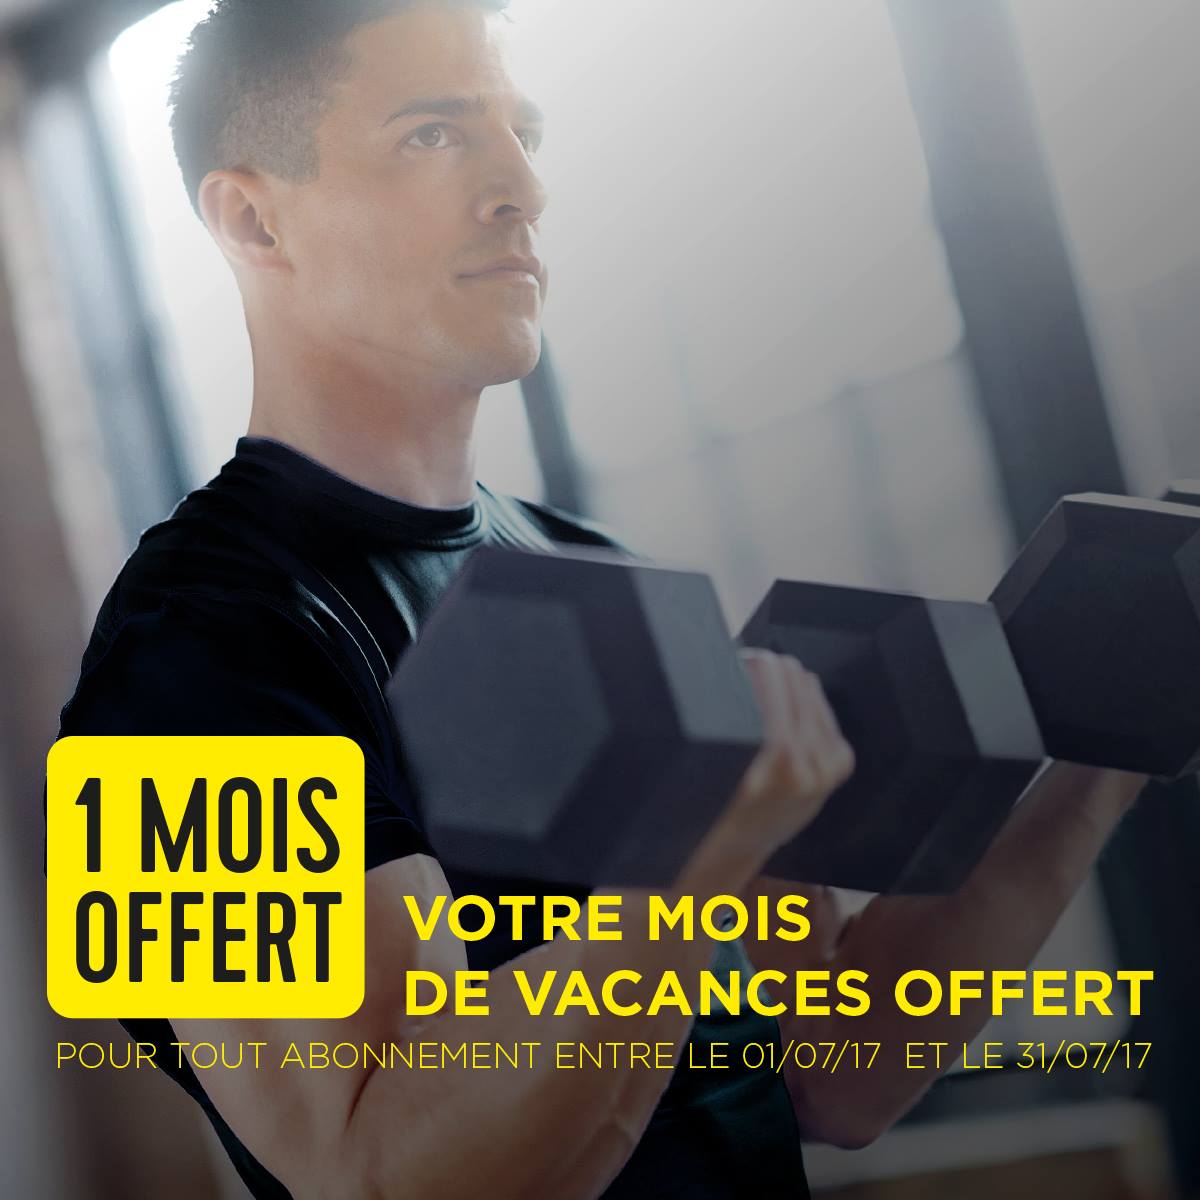 1 MOIS
OFFERT
VOTRE MOIS
DE VACANCES OFFERT
POUR TOUT ABONNEMENT ENTRE LE 01/07/17 ET LE 31/07/17